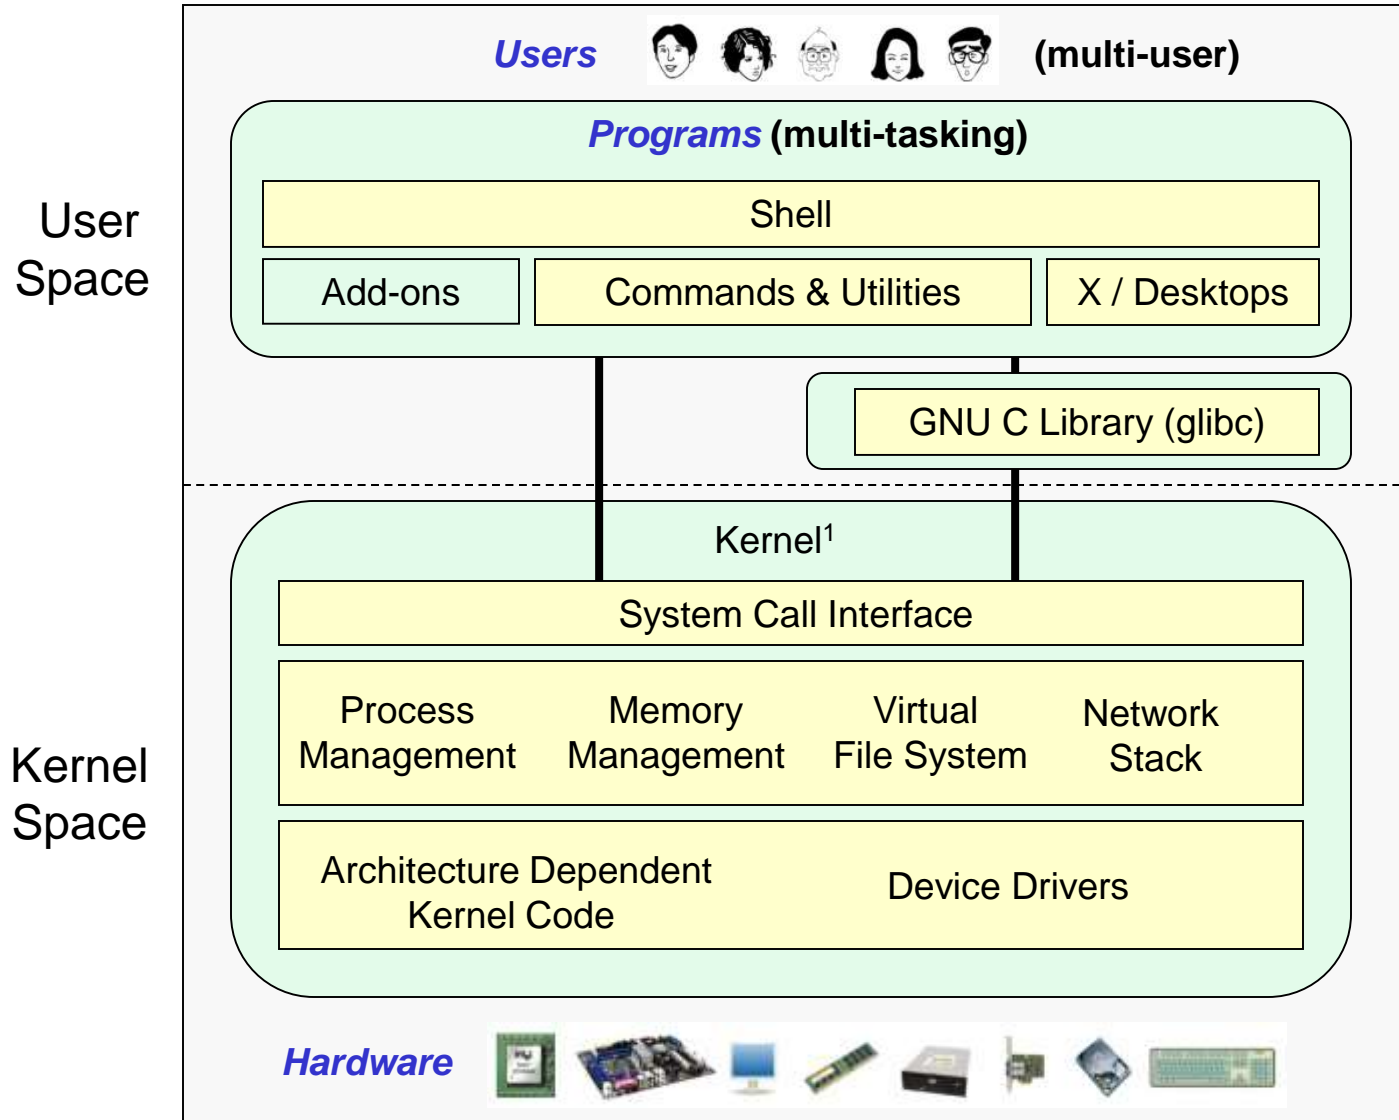 Users (multi-user)
Programs (multi-tasking)
Shell
Add-ons
Commands & Utilities
X / Desktops
User
Space
GNU C Library (glibc)
Kernel¹
System Call Interface
Process
Management
Memory
Management
Virtual
File System
Network
Stack
Kernel
Space
Architecture Dependent
Kernel Code
Device Drivers
Hardware